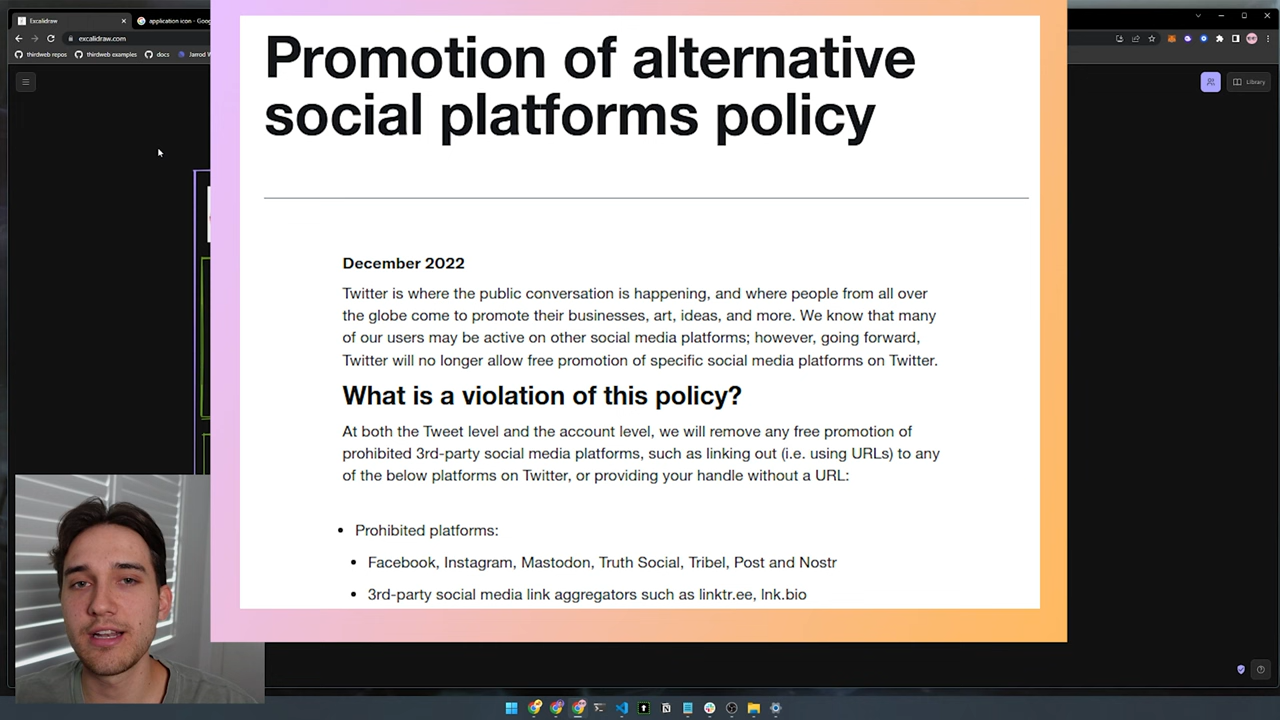 Excalidraw
application icon - Goog
excalidraw.com
thirdweb repos
thirdweb examples
docs
Jarrod W
Library
Promotion of alternative
social platforms policy
December 2022
Twitter is where the public conversation is happening, and where people from all over
the globe come to promote their businesses, art, ideas, and more. We know that many
of our users may be active on other social media platforms; however, going forward,
Twitter will no longer allow free promotion of specific social media platforms on Twitter.
What is a violation of this policy?
At both the Tweet level and the account level, we will remove any free promotion of
prohibited 3rd-party social media platforms, such as linking out (i.e. using URLs) to any
of the below platforms on Twitter, or providing your handle without a URL:
• Prohibited platforms:
• Facebook, Instagram, Mastodon, Truth Social, Tribel, Post and Nostr
• 3rd-party social media link aggregators such as linktr.ee, lnk.bio